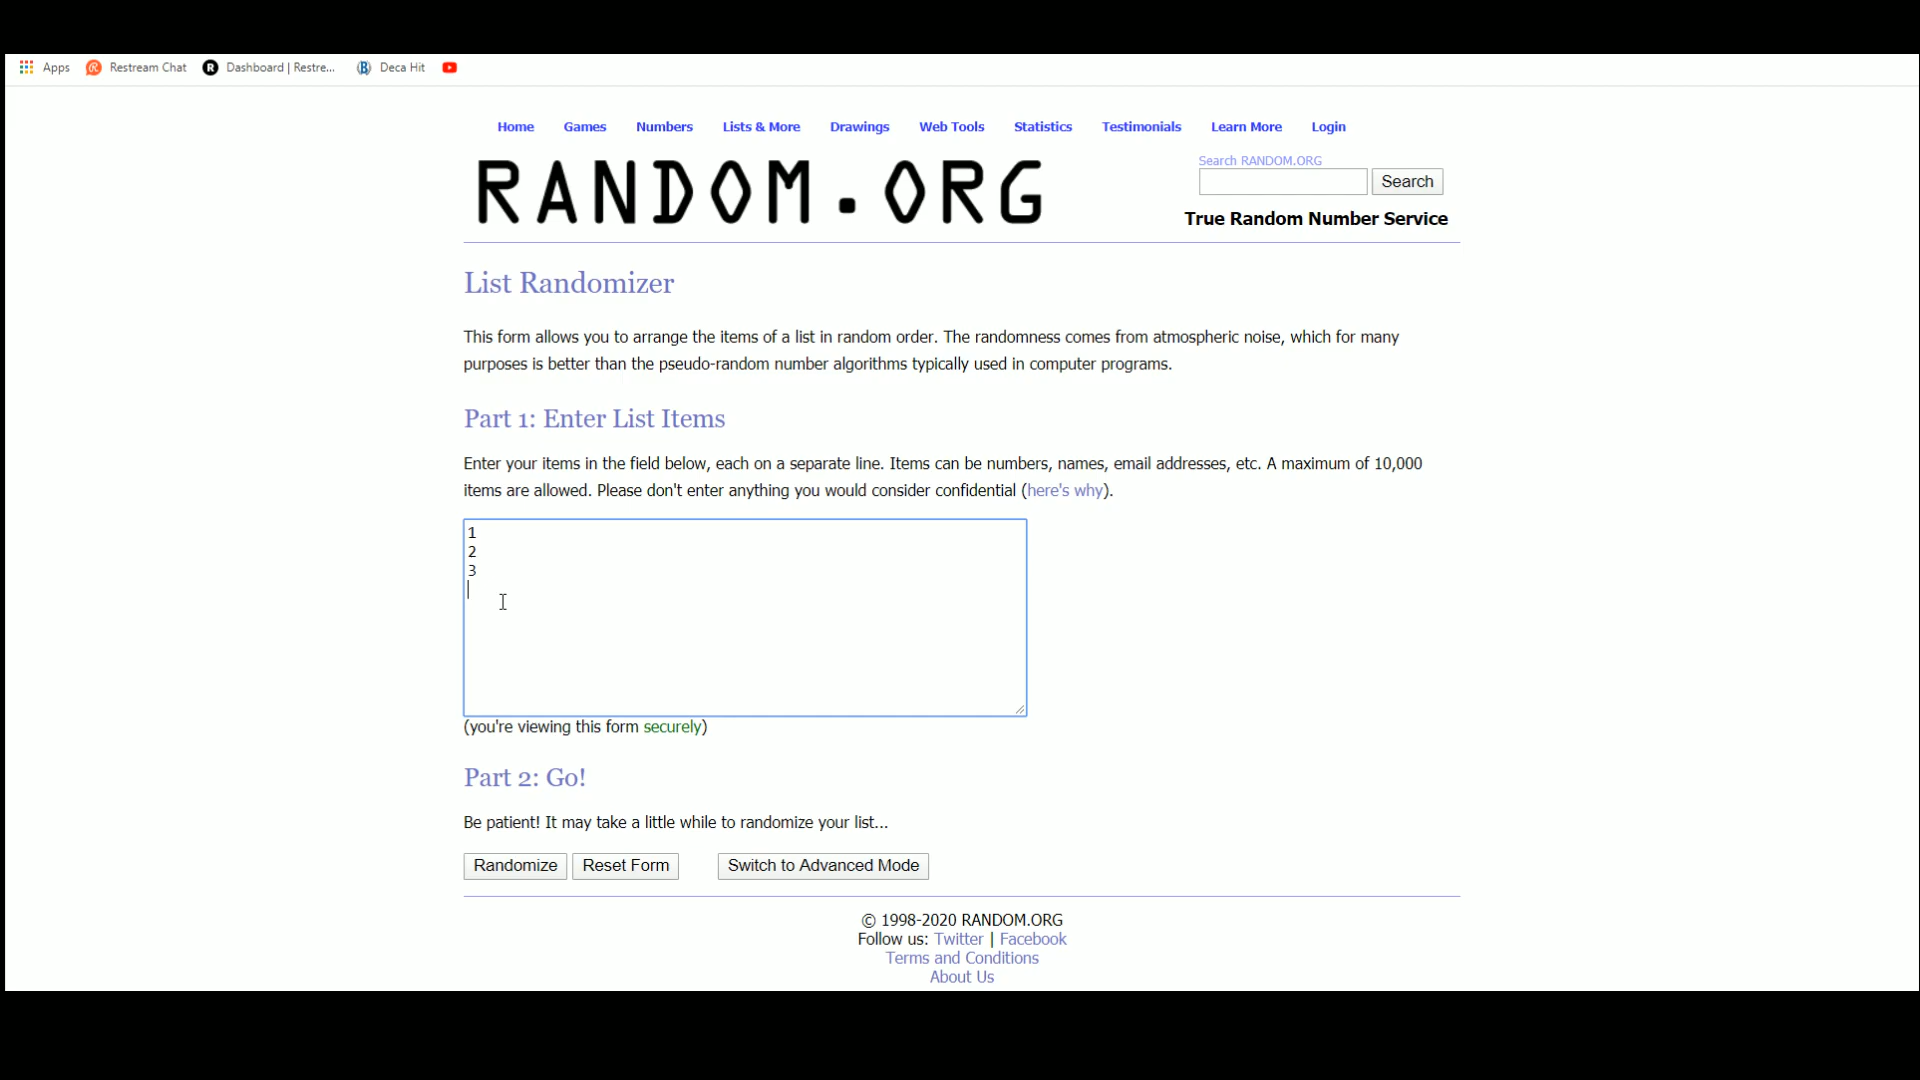 Apps Restream Chat Dashboard | Restre... Deca Hit
Home Games Numbers Lists & More Drawings Web Tools Statistics Testimonials Learn More Login
RANDOM.ORG
Search RANDOM.ORG
Search
True Random Number Service
List Randomizer
This form allows you to arrange the items of a list in random order. The randomness comes from atmospheric noise, which for many
purposes is better than the pseudo-random number algorithms typically used in computer programs.
Part 1: Enter List Items
Enter your items in the field below, each on a separate line. Items can be numbers, names, email addresses, etc. A maximum of 10,000
items are allowed. Please don't enter anything you would consider confidential (here's why).
1
2
3
(you're viewing this form securely)
Part 2: Go!
Be patient! It may take a little while to randomize your list...
Randomize Reset Form Switch to Advanced Mode
© 1998-2020 RANDOM.ORG
Follow us: Twitter | Facebook
Terms and Conditions
About Us